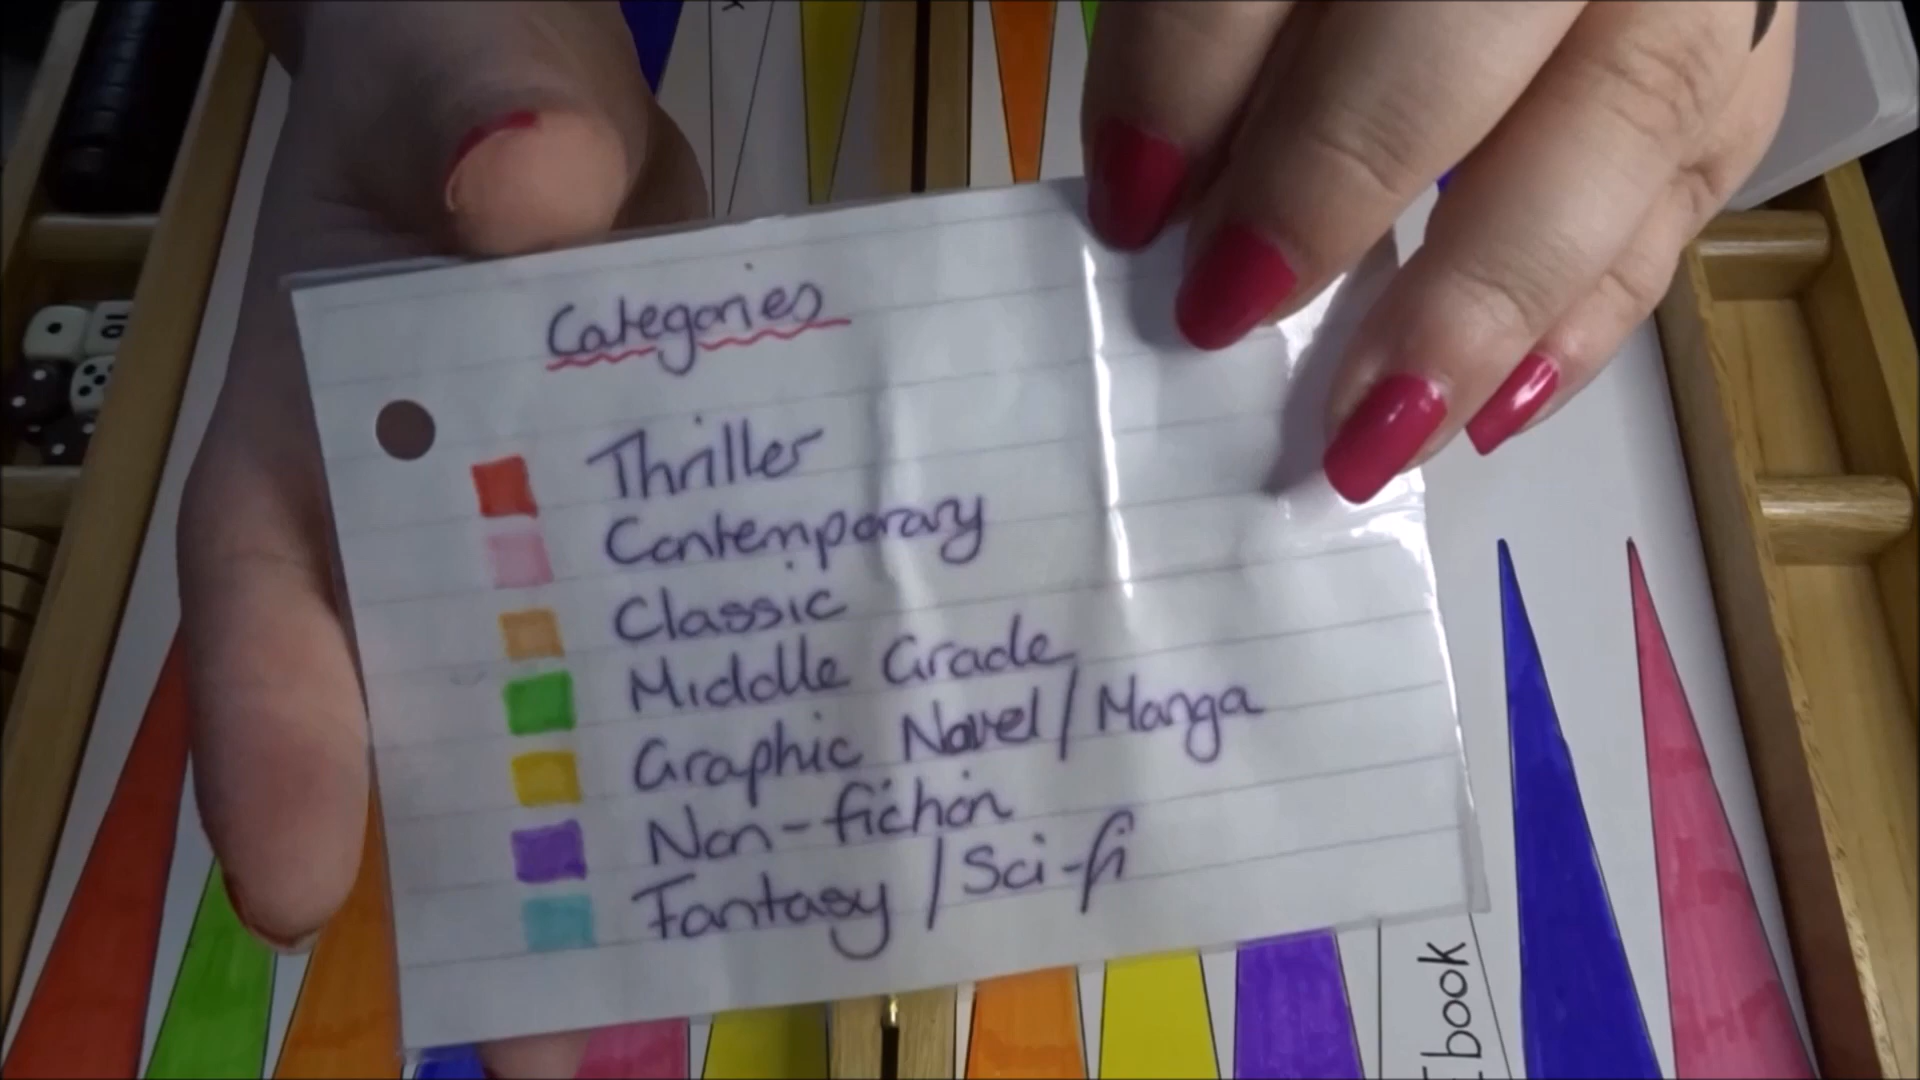 Categories
Thriller
Contemporary
Classic
Middle Grade
Graphic Novel / Manga
Non-fiction
Fantasy / Sci-fi
Ebook